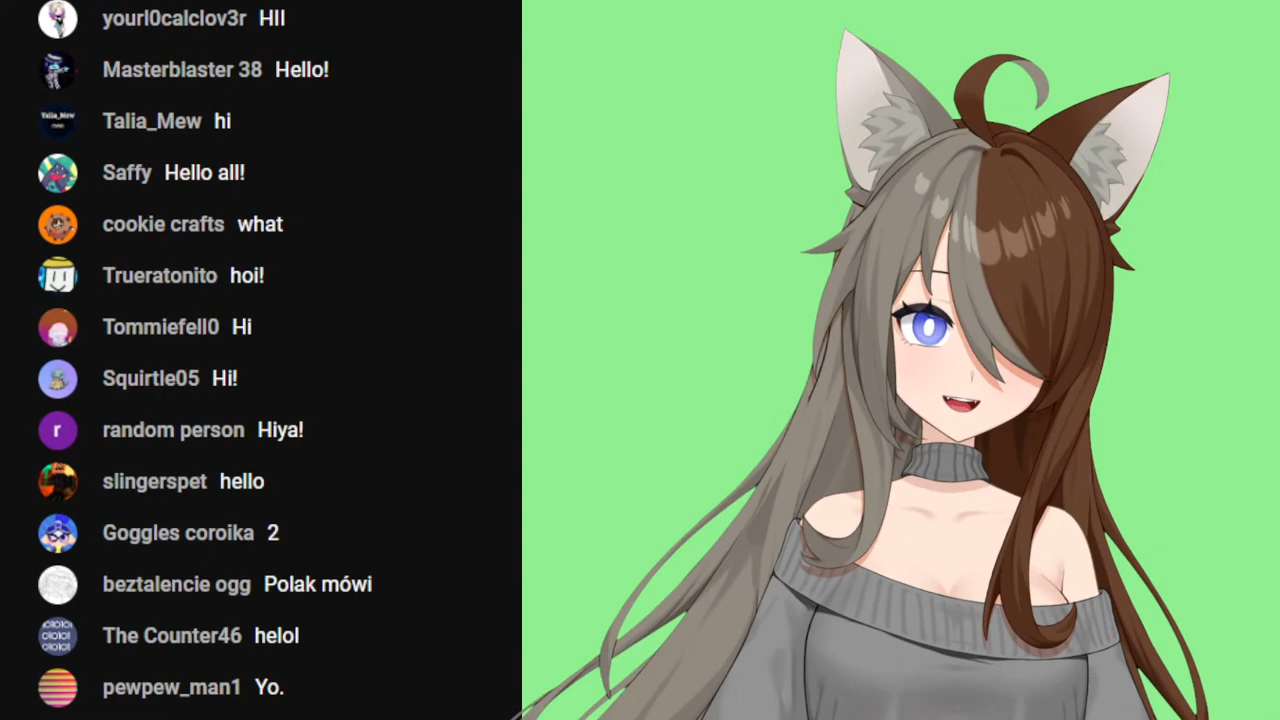 yourl0calclov3r HII
Masterblaster 38 Hello!
Talia_Mew
Talia_Mew hi
Saffy Hello all!
cookie crafts what
Trueratonito hoi!
Tommiefell0 Hi
Squirtle05 Hi!
r random person Hiya!
slingerspet hello
Goggles coroika 2
beztalencie ogg Polak mówi
The Counter46 helol
pewpew_man1 Yo.